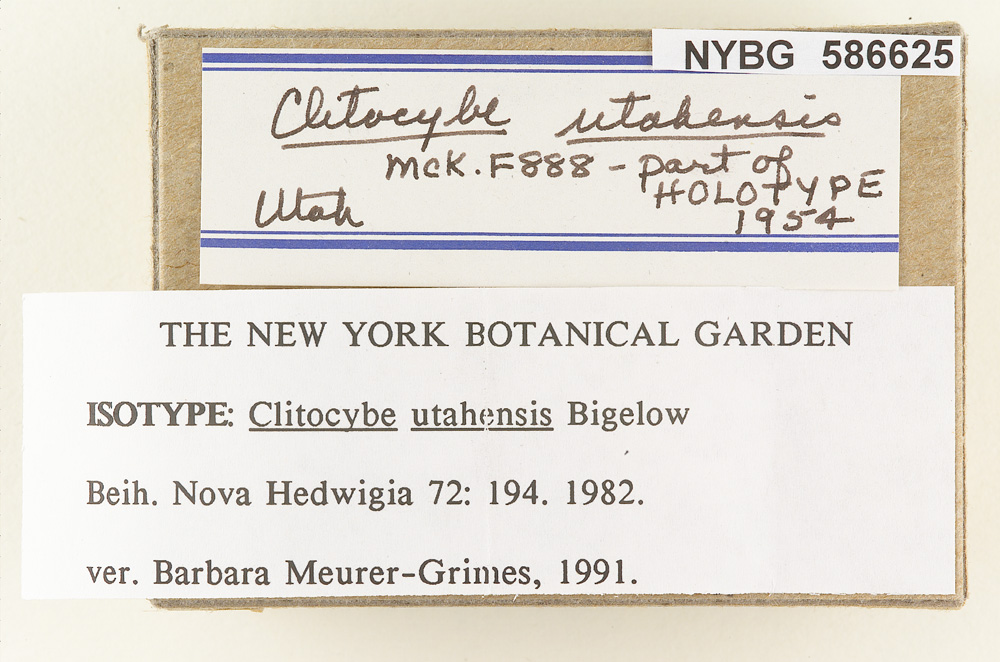 NYBG 586625
Clitocybe utahensis
McK. F888 - part of
HOLOTYPE
Utah 1954
THE NEW YORK BOTANICAL GARDEN
ISOTYPE: Clitocybe utahensis Bigelow
Beih. Nova Hedwigia 72: 194. 1982.
ver. Barbara Meurer-Grimes, 1991.